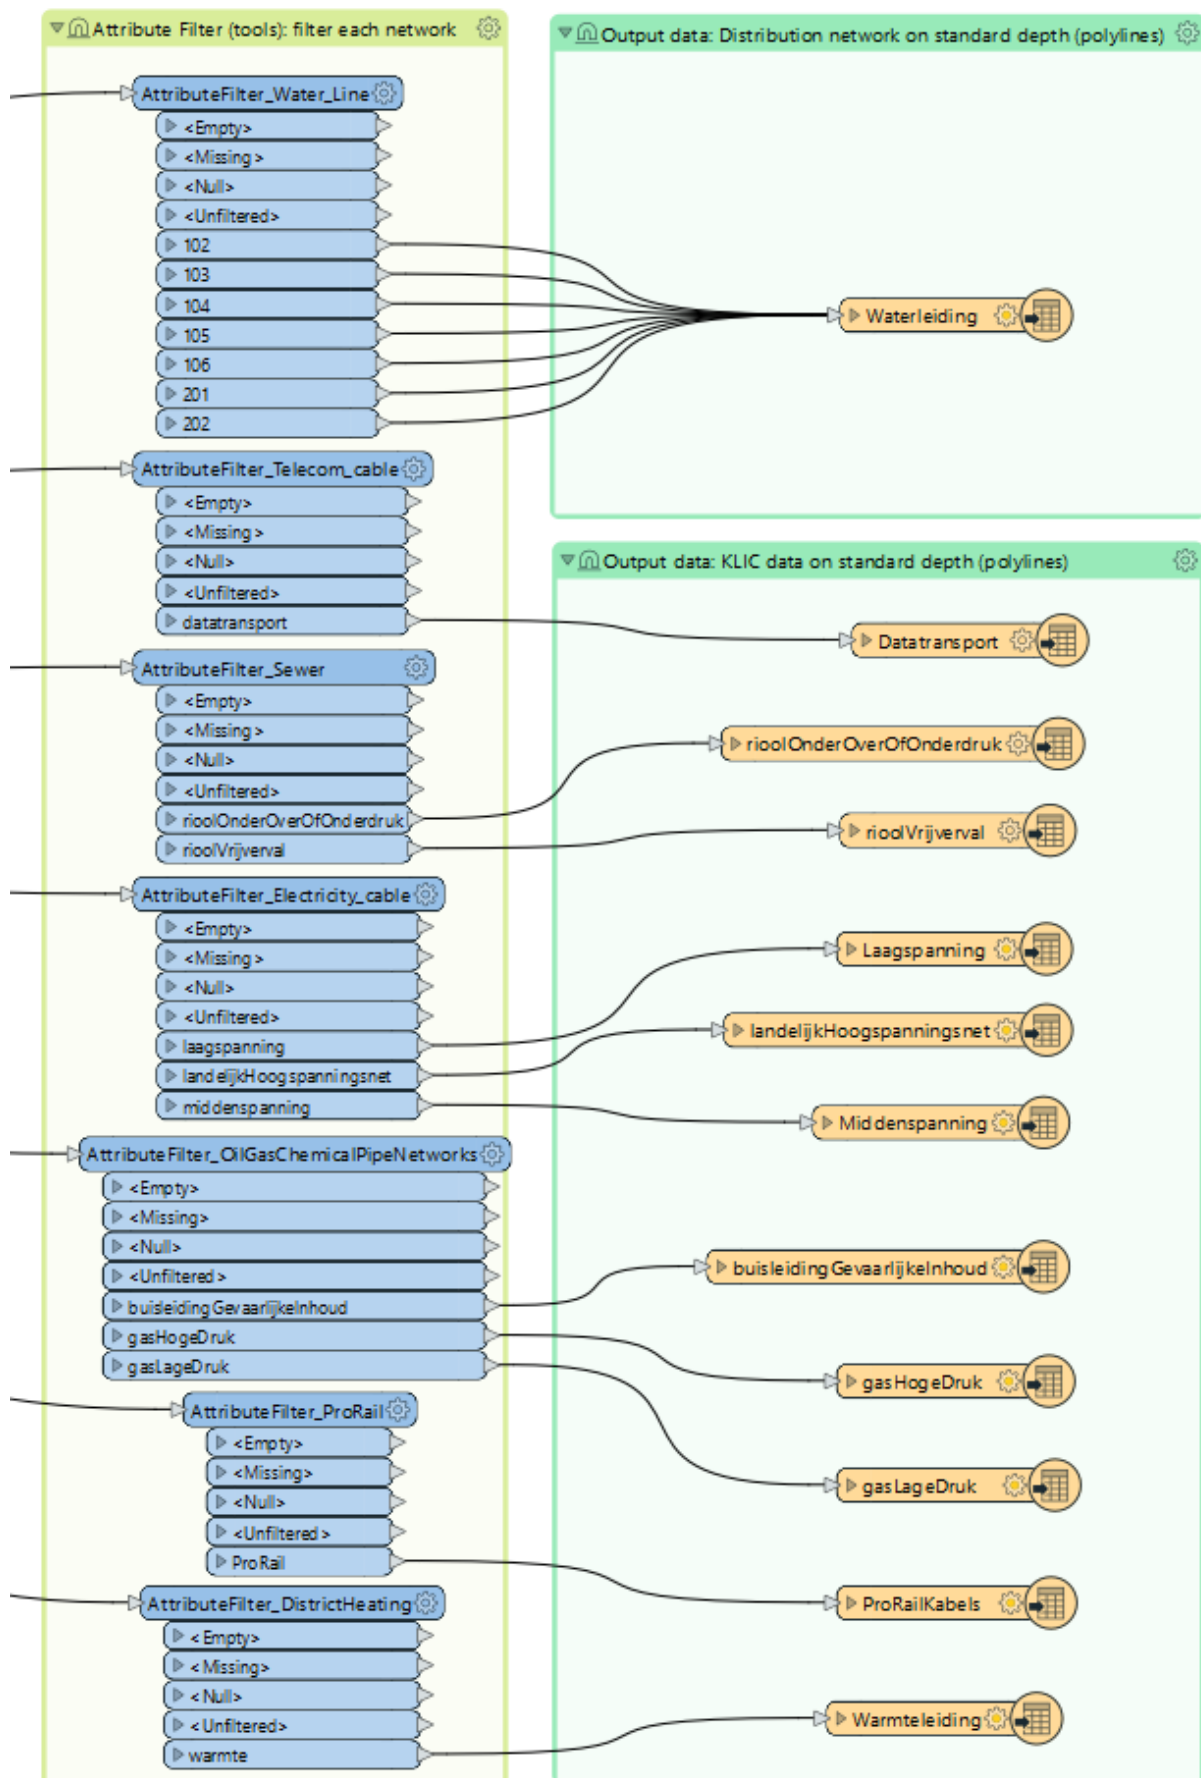 Attribute Filter (tools): filter each network
AttributeFilter_Water_Line
<Empty>
<Missing>
<Null>
<Unfiltered>
102
103
104
105
106
201
202
AttributeFilter_Telecom_cable
<Empty>
<Missing>
<Null>
<Unfiltered>
datatransport
AttributeFilter_Sewer
<Empty>
<Missing>
<Null>
<Unfiltered>
rioolOnderOverOfOnderdruk
rioolVrijverval
AttributeFilter_Electricity_cable
<Empty>
<Missing>
<Null>
<Unfiltered>
laagspanning
landelijkHoogspanningsnet
middenspanning
AttributeFilter_OilGasChemicalPipeNetworks
<Empty>
<Missing>
<Null>
<Unfiltered>
buisleidingGevaarlijkeInhoud
gasHogeDruk
gasLageDruk
AttributeFilter_ProRail
<Empty>
<Missing>
<Null>
<Unfiltered>
ProRail
AttributeFilter_DistrictHeating
<Empty>
<Missing>
<Null>
<Unfiltered>
warmte
Output data: Distribution network on standard depth (polylines)
Waterleiding
Output data: KLIC data on standard depth (polylines)
Datatransport
rioolOnderOverOfOnderdruk
rioolVrijverval
Laagspanning
landelijkHoogspanningsnet
Middenspanning
buisleidingGevaarlijkeInhoud
gasHogeDruk
gasLageDruk
ProRailKabels
Warmteleiding